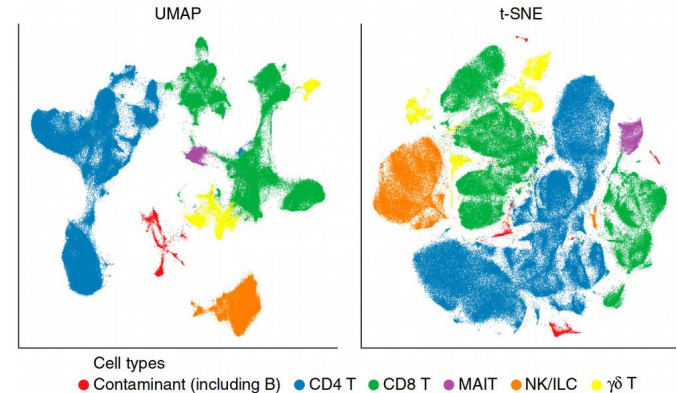 UMAP
t-SNE
Cell types
Contaminant (including B) CD4 T CD8 T MAIT NK/ILC γδ T